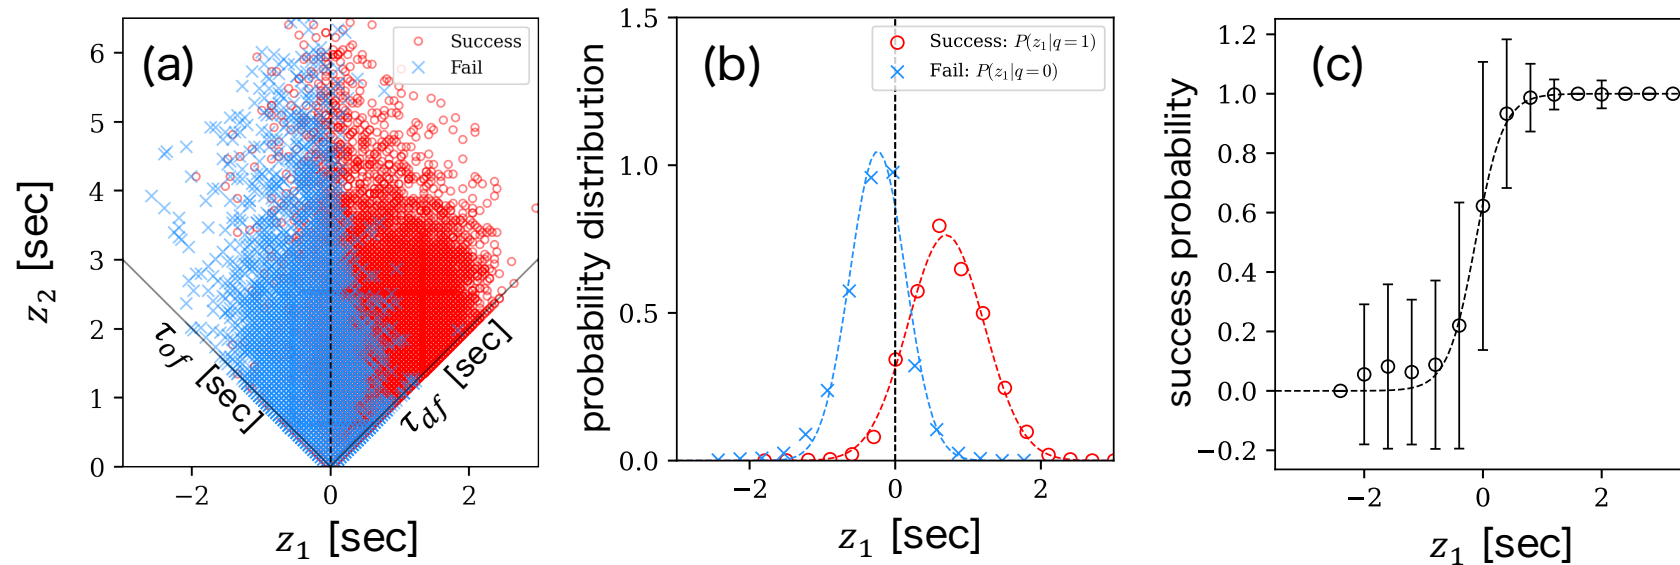 (a)
Success
Fail
6
5
4
3
2
1
0
−2
0
2
z₂ [sec]
z₁ [sec]
τ_of [sec]
τ_df [sec]
(b)
Success: P(z₁|q=1)
Fail: P(z₁|q=0)
1.5
1.0
0.5
0.0
−2
0
2
probability distribution
z₁ [sec]
(c)
1.2
1.0
0.8
0.6
0.4
0.2
0.0
−0.2
−2
0
2
success probability
z₁ [sec]